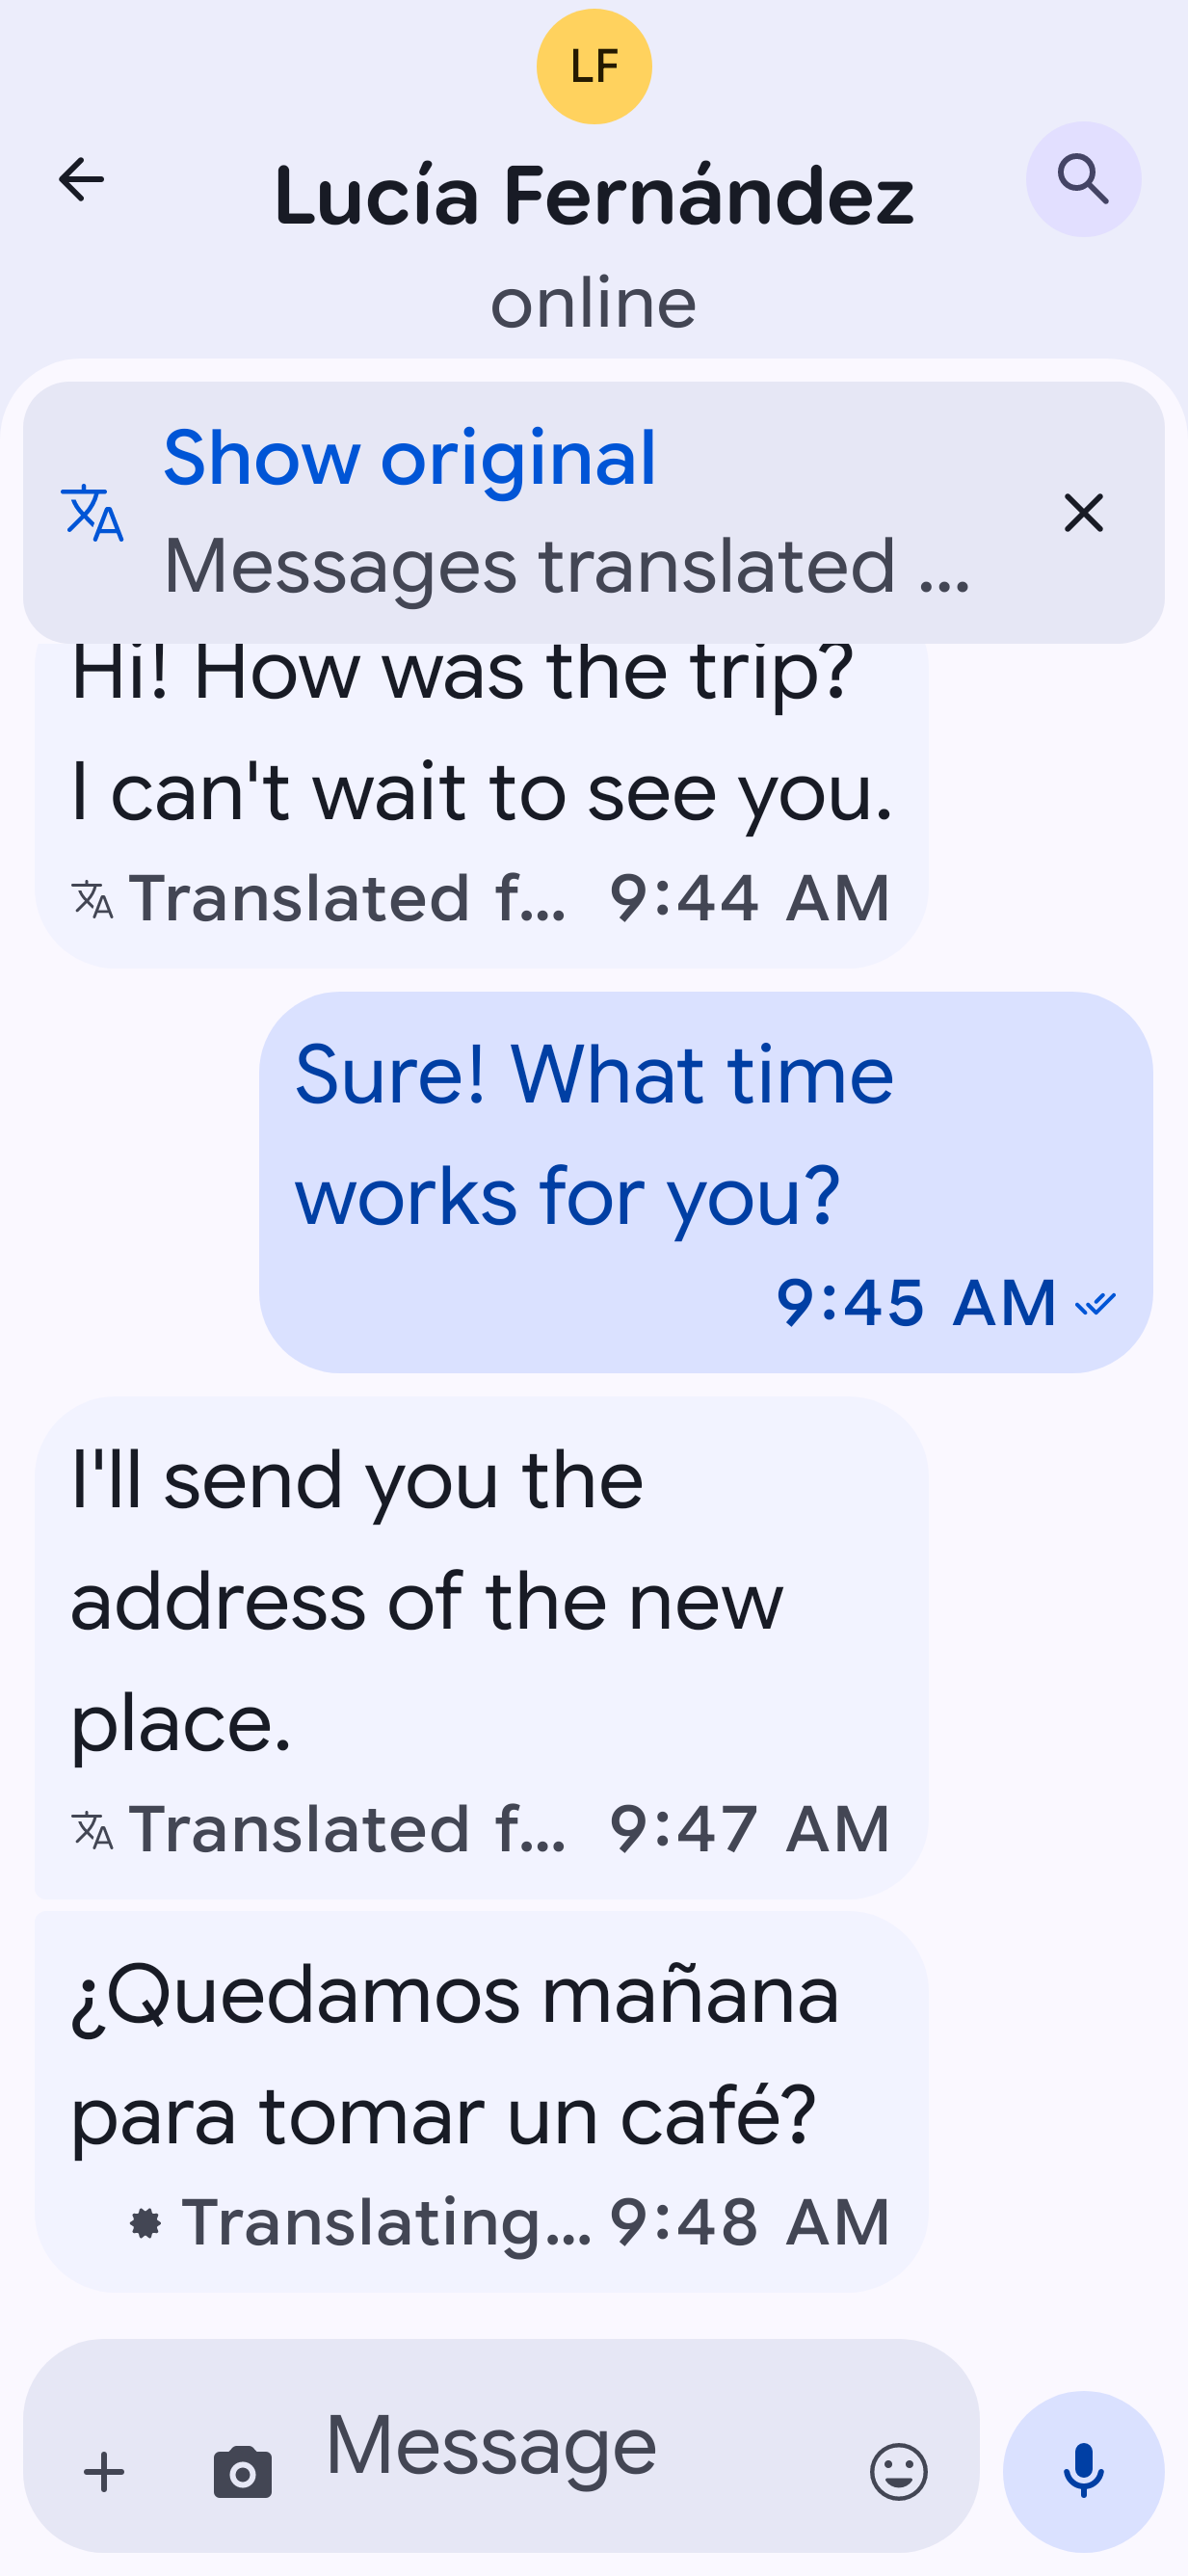 LF
Lucía Fernández
online
Show original
Messages translated ...
Hi! How was the trip?
I can't wait to see you.
Translated f... 9:44 AM
Sure! What time
works for you?
9:45 AM
I'll send you the
address of the new
place.
Translated f... 9:47 AM
¿Quedamos mañana
para tomar un café?
Translating... 9:48 AM
Message